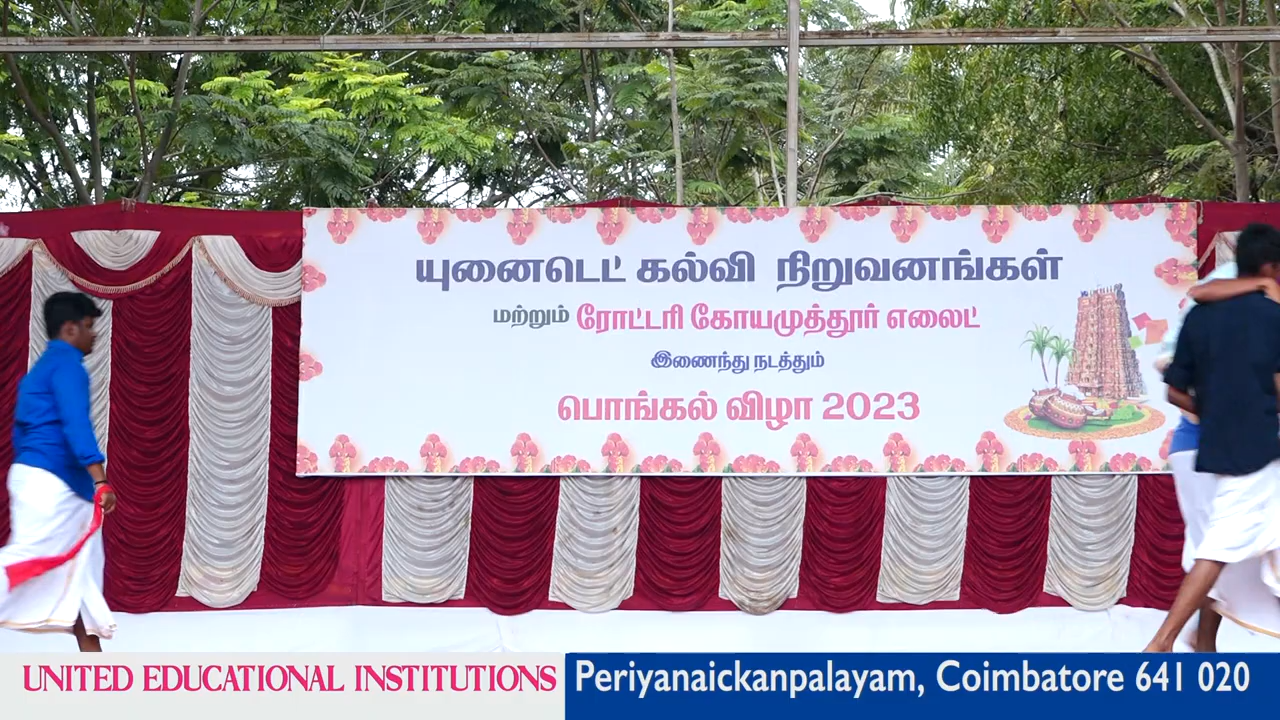 யுனைடெட் கல்வி நிறுவனங்கள்
மற்றும் ரோட்டரி கோயமுத்தூர் எலைட்
இணைந்து நடத்தும்
பொங்கல் விழா 2023
UNITED EDUCATIONAL INSTITUTIONS
Periyanaickanpalayam, Coimbatore 641 020